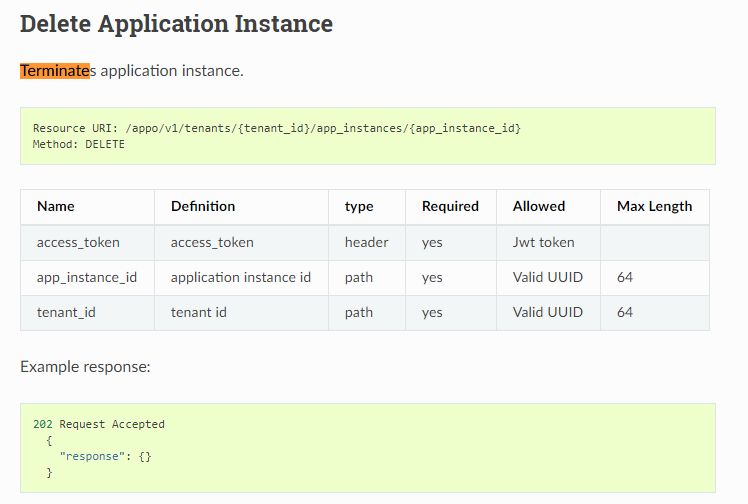 Delete Application Instance
Terminates application instance.
Resource URI: /appo/v1/tenants/{tenant_id}/app_instances/{app_instance_id}
Method: DELETE
Name Definition type Required Allowed Max Length
access_token access_token header yes Jwt token
app_instance_id application instance id path yes Valid UUID 64
tenant_id tenant id path yes Valid UUID 64
Example response:
202 Request Accepted
{
"response": {}
}